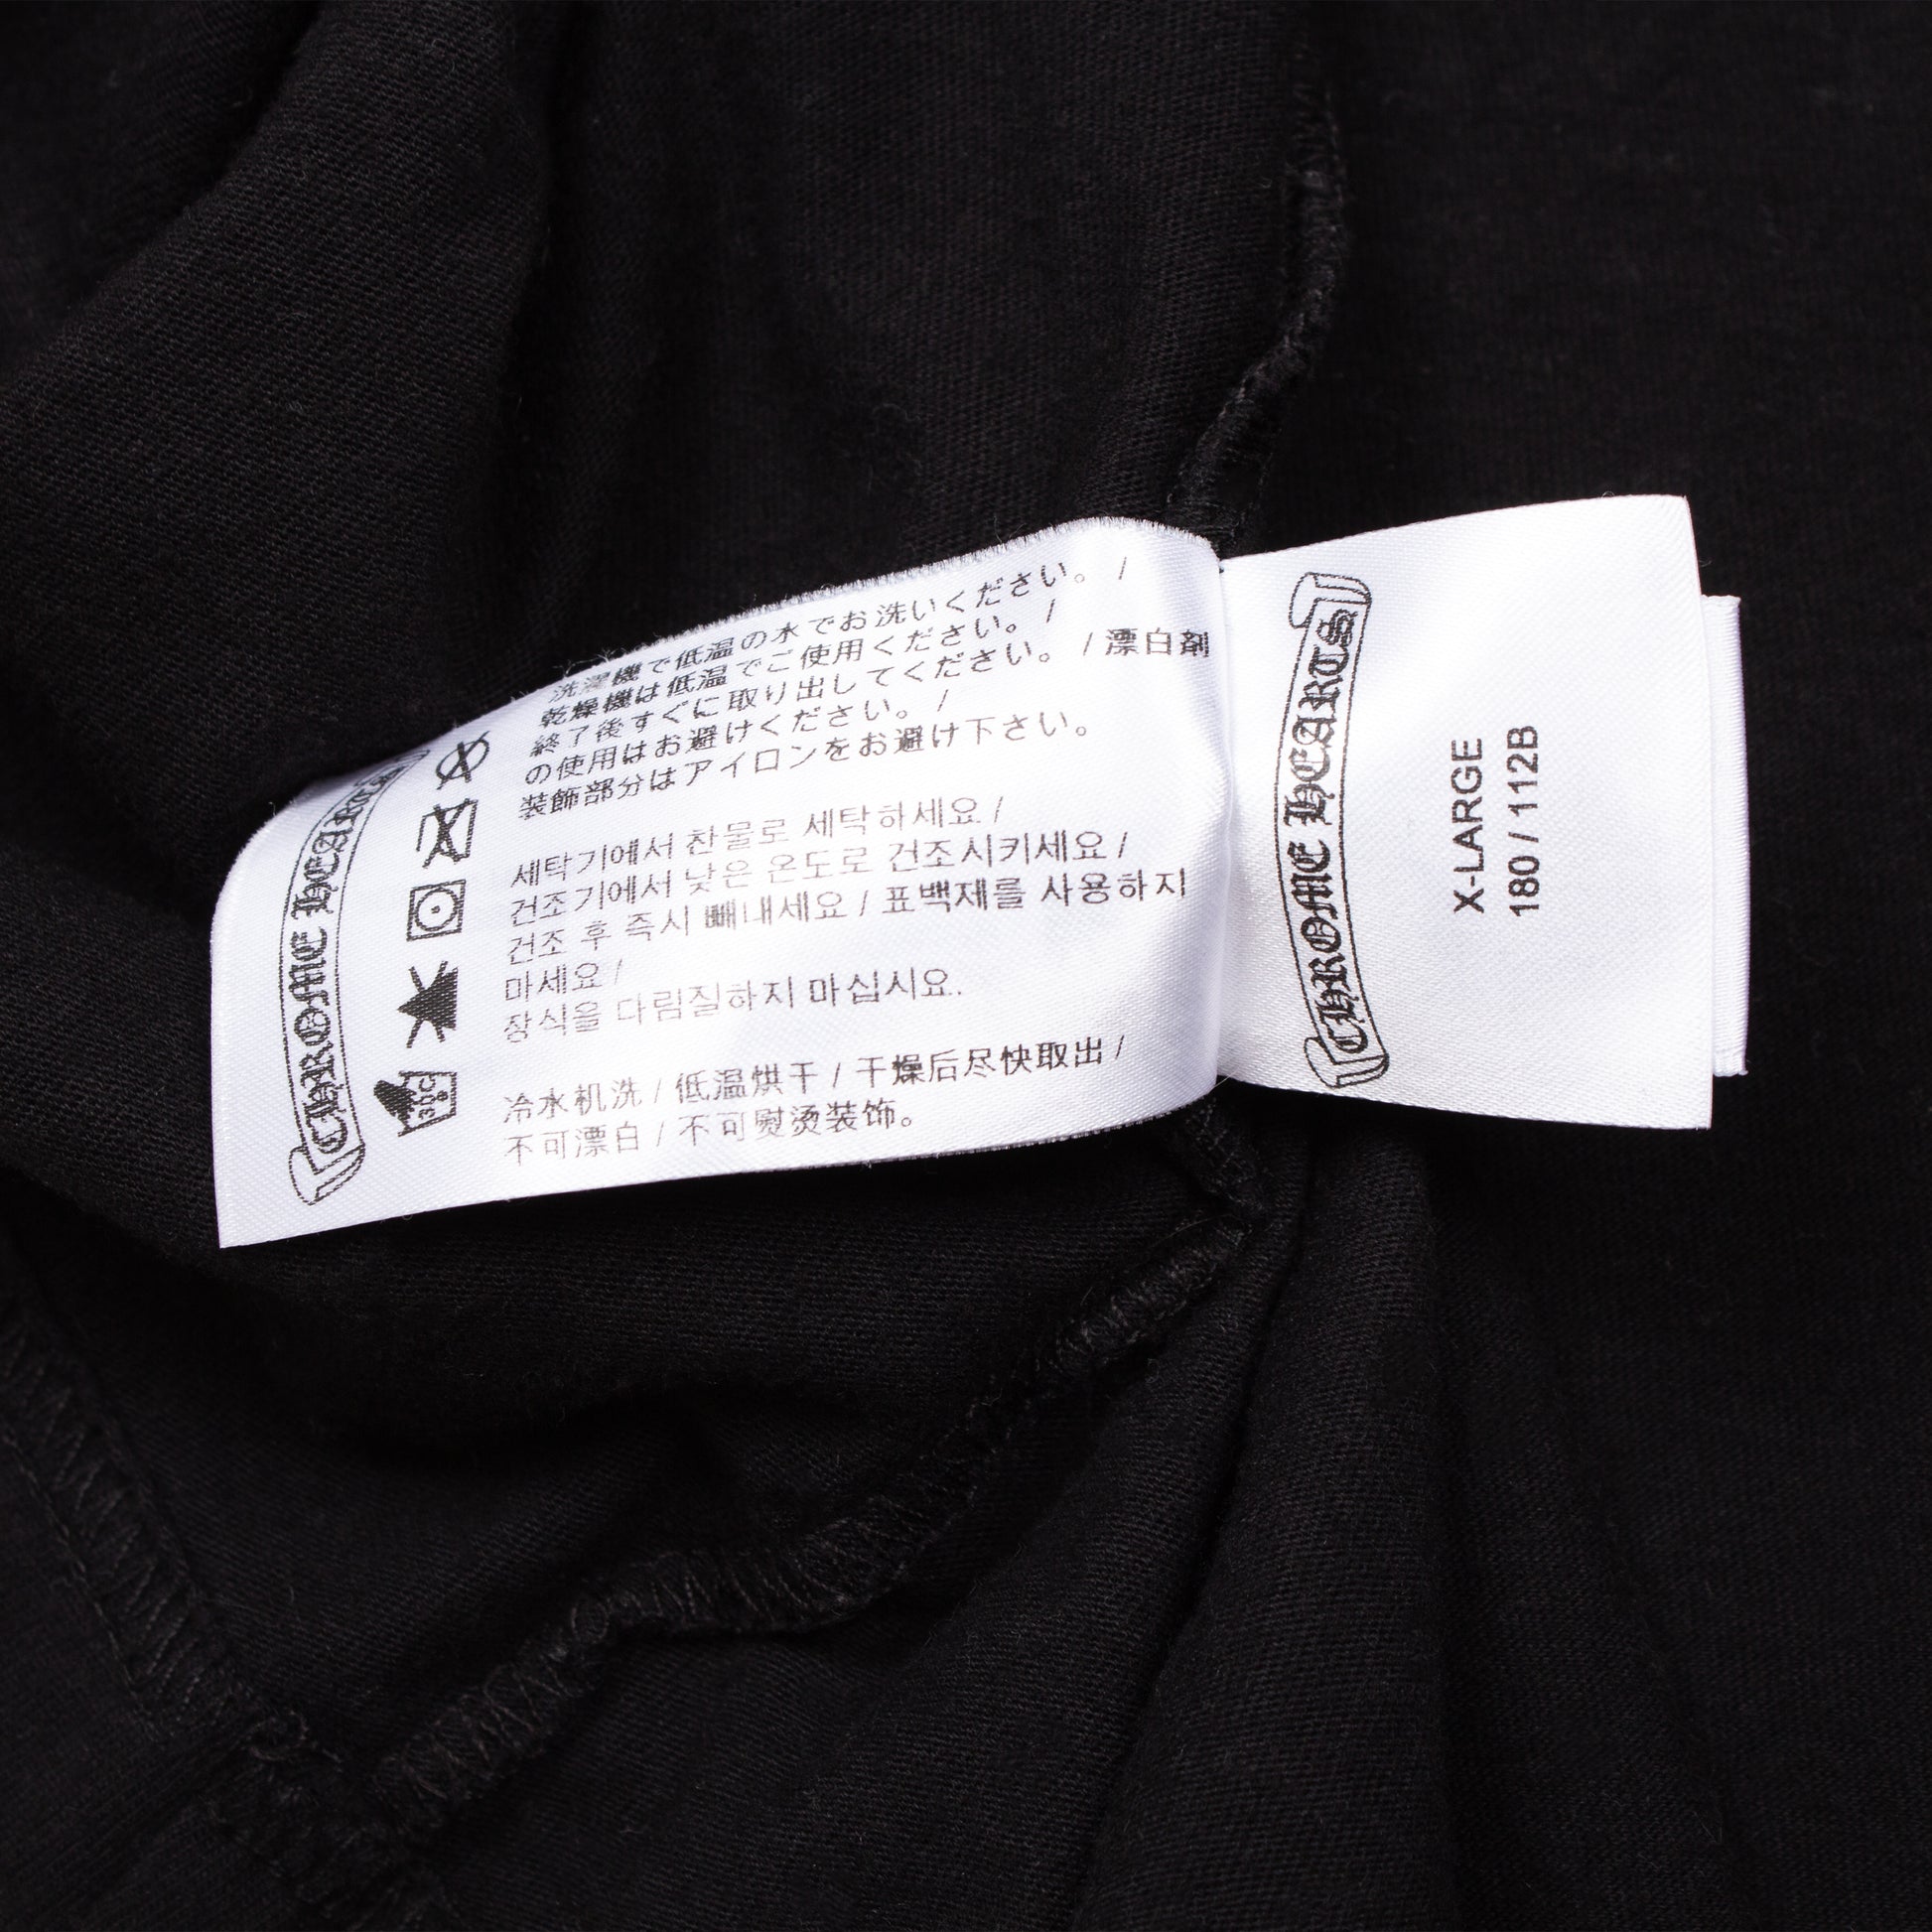 CHROME HEARTS
洗濯機で低温の水でお洗いください。 /
乾燥機は低温でご使用ください。 /
終了後すぐに取り出してください。 / 漂白剤
の使用はお避けください。 /
装飾部分はアイロンをお避け下さい。
세탁기에서 찬물로 세탁하세요 /
건조기에서 낮은 온도로 건조시키세요 /
건조 후 즉시 빼내세요 / 표백제를 사용하지
마세요 /
장식을 다림질하지 마십시요.
冷水机洗 / 低温烘干 / 干燥后尽快取出 /
不可漂白 / 不可熨烫装饰。
CHROME HEARTS
X-LARGE
180 / 112B